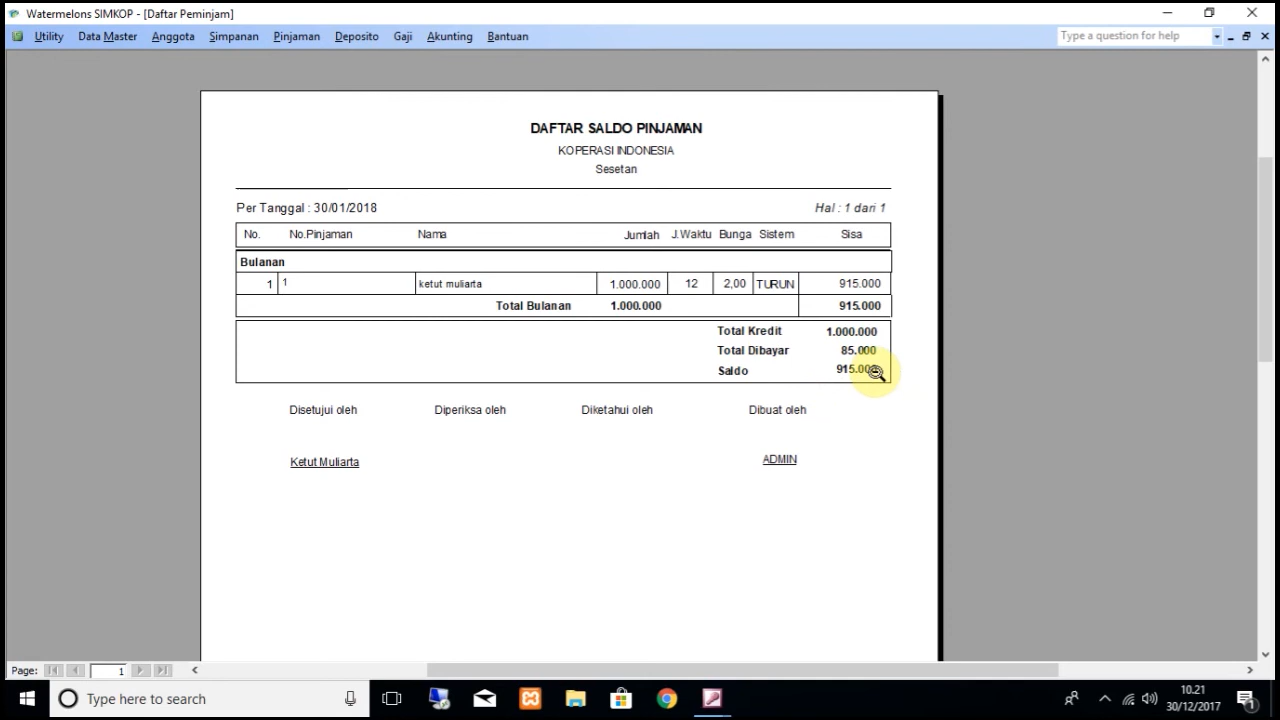 Watermelons SIMKOP - [Daftar Peminjam]
Utility Data Master Anggota Simpanan Pinjaman Deposito Gaji Akunting Bantuan Type a question for help
DAFTAR SALDO PINJAMAN
KOPERASI INDONESIA
Sesetan
Per Tanggal : 30/01/2018 Hal : 1 dari 1
No. No.Pinjaman Nama Jumlah J.Waktu Bunga Sistem Sisa
Bulanan
1 1 ketut muliarta 1.000.000 12 2,00 TURUN 915.000
Total Bulanan 1.000.000 915.000
Total Kredit 1.000.000
Total Dibayar 85.000
Saldo 915.000
Disetujui oleh Diperiksa oleh Diketahui oleh Dibuat oleh
Ketut Muliarta ADMIN
Page: 1
Type here to search
10.21
30/12/2017
1